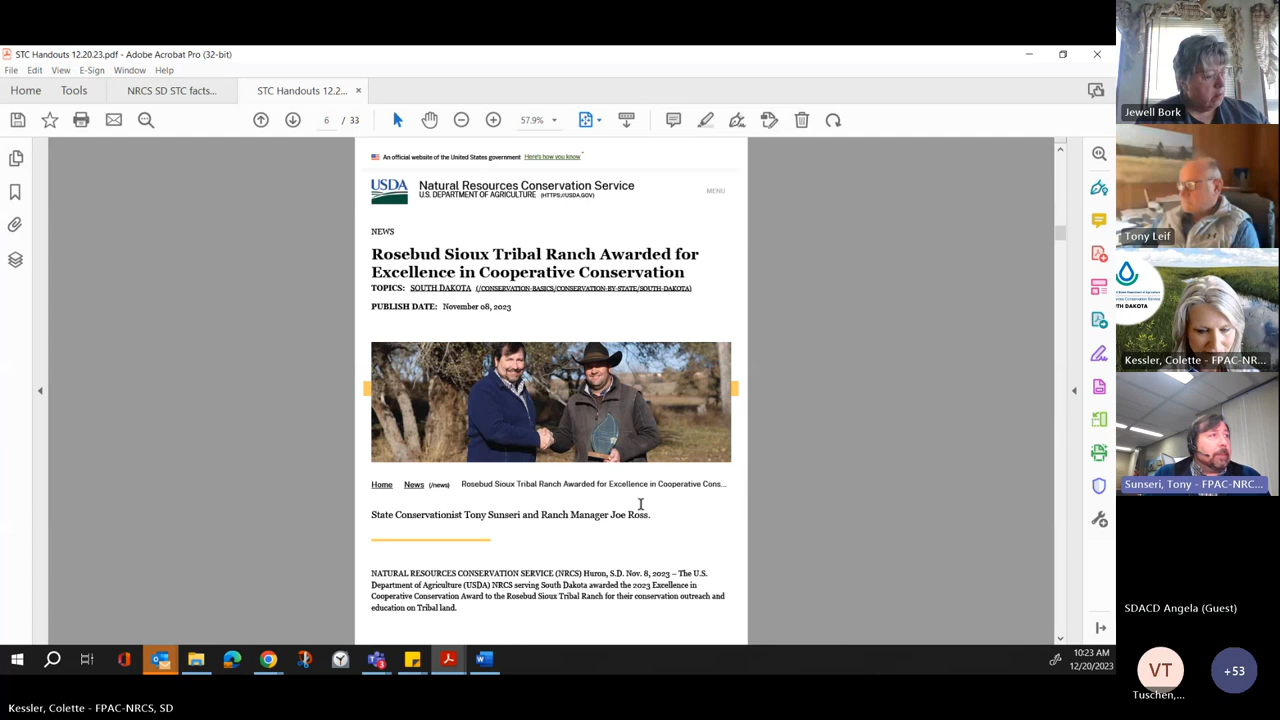 STC Handouts 12.20.23.pdf - Adobe Acrobat Pro (32-bit)
File Edit View E-Sign Window Help
Home Tools NRCS SD STC facts... STC Handouts 12.2...
6 / 33 57.9%
An official website of the United States government Here's how you know
USDA Natural Resources Conservation Service
U.S. DEPARTMENT OF AGRICULTURE (HTTPS://USDA.GOV)
MENU
NEWS
Rosebud Sioux Tribal Ranch Awarded for
Excellence in Cooperative Conservation
TOPICS: SOUTH DAKOTA (/CONSERVATION-BASICS/CONSERVATION-BY-STATE/SOUTH-DAKOTA)
PUBLISH DATE: November 08, 2023
Home News (/news) Rosebud Sioux Tribal Ranch Awarded for Excellence in Cooperative Cons...
State Conservationist Tony Sunseri and Ranch Manager Joe Ross.
NATURAL RESOURCES CONSERVATION SERVICE (NRCS) Huron, S.D. Nov. 8, 2023 – The U.S.
Department of Agriculture (USDA) NRCS serving South Dakota awarded the 2023 Excellence in
Cooperative Conservation Award to the Rosebud Sioux Tribal Ranch for their conservation outreach and
education on Tribal land.
10:23 AM
12/20/2023
Kessler, Colette - FPAC-NRCS, SD
Jewell Bork
Tony Leif
Kessler, Colette - FPAC-NR...
Sunseri, Tony - FPAC-NRC...
SDACD Angela (Guest)
VT
Tuschen,...
+53